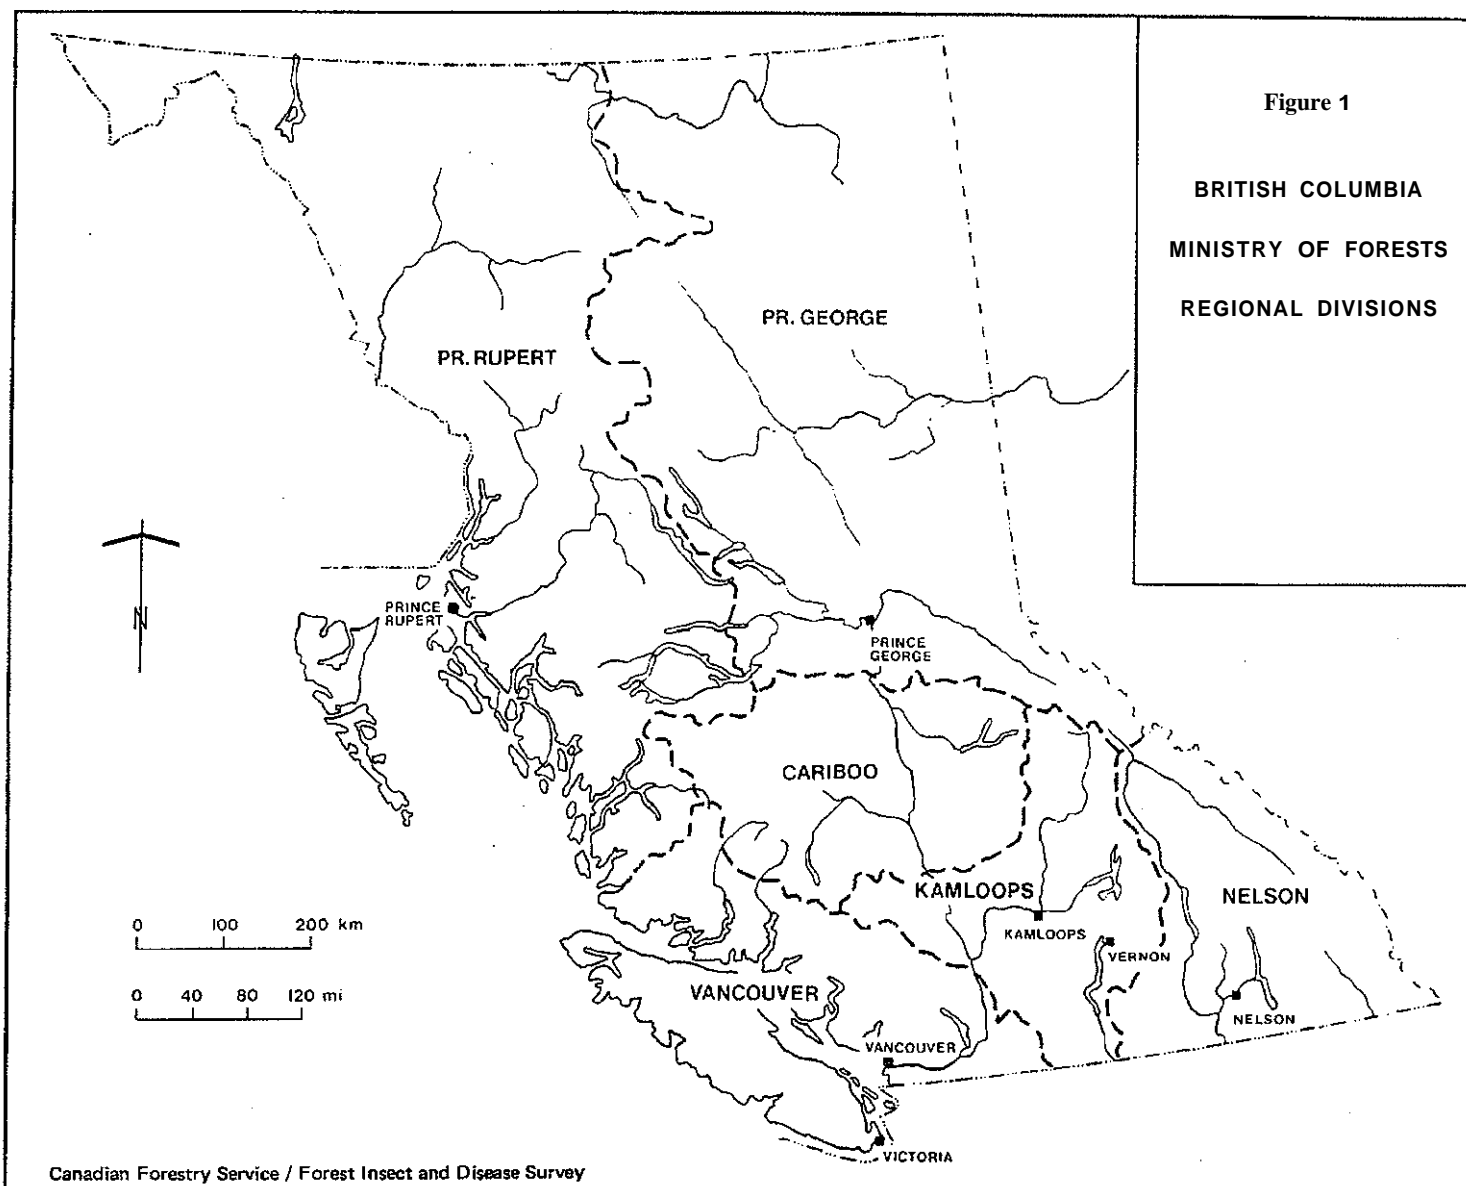 Figure 1
BRITISH COLUMBIA
MINISTRY OF FORESTS
REGIONAL DIVISIONS
PR. GEORGE
PR. RUPERT
N
PRINCE
RUPERT
PRINCE
GEORGE
CARIBOO
KAMLOOPS
NELSON
KAMLOOPS
VERNON
0 100 200 km
VANCOUVER
0 40 80 120 mi
NELSON
VANCOUVER
VICTORIA
Canadian Forestry Service / Forest Insect and Disease Survey